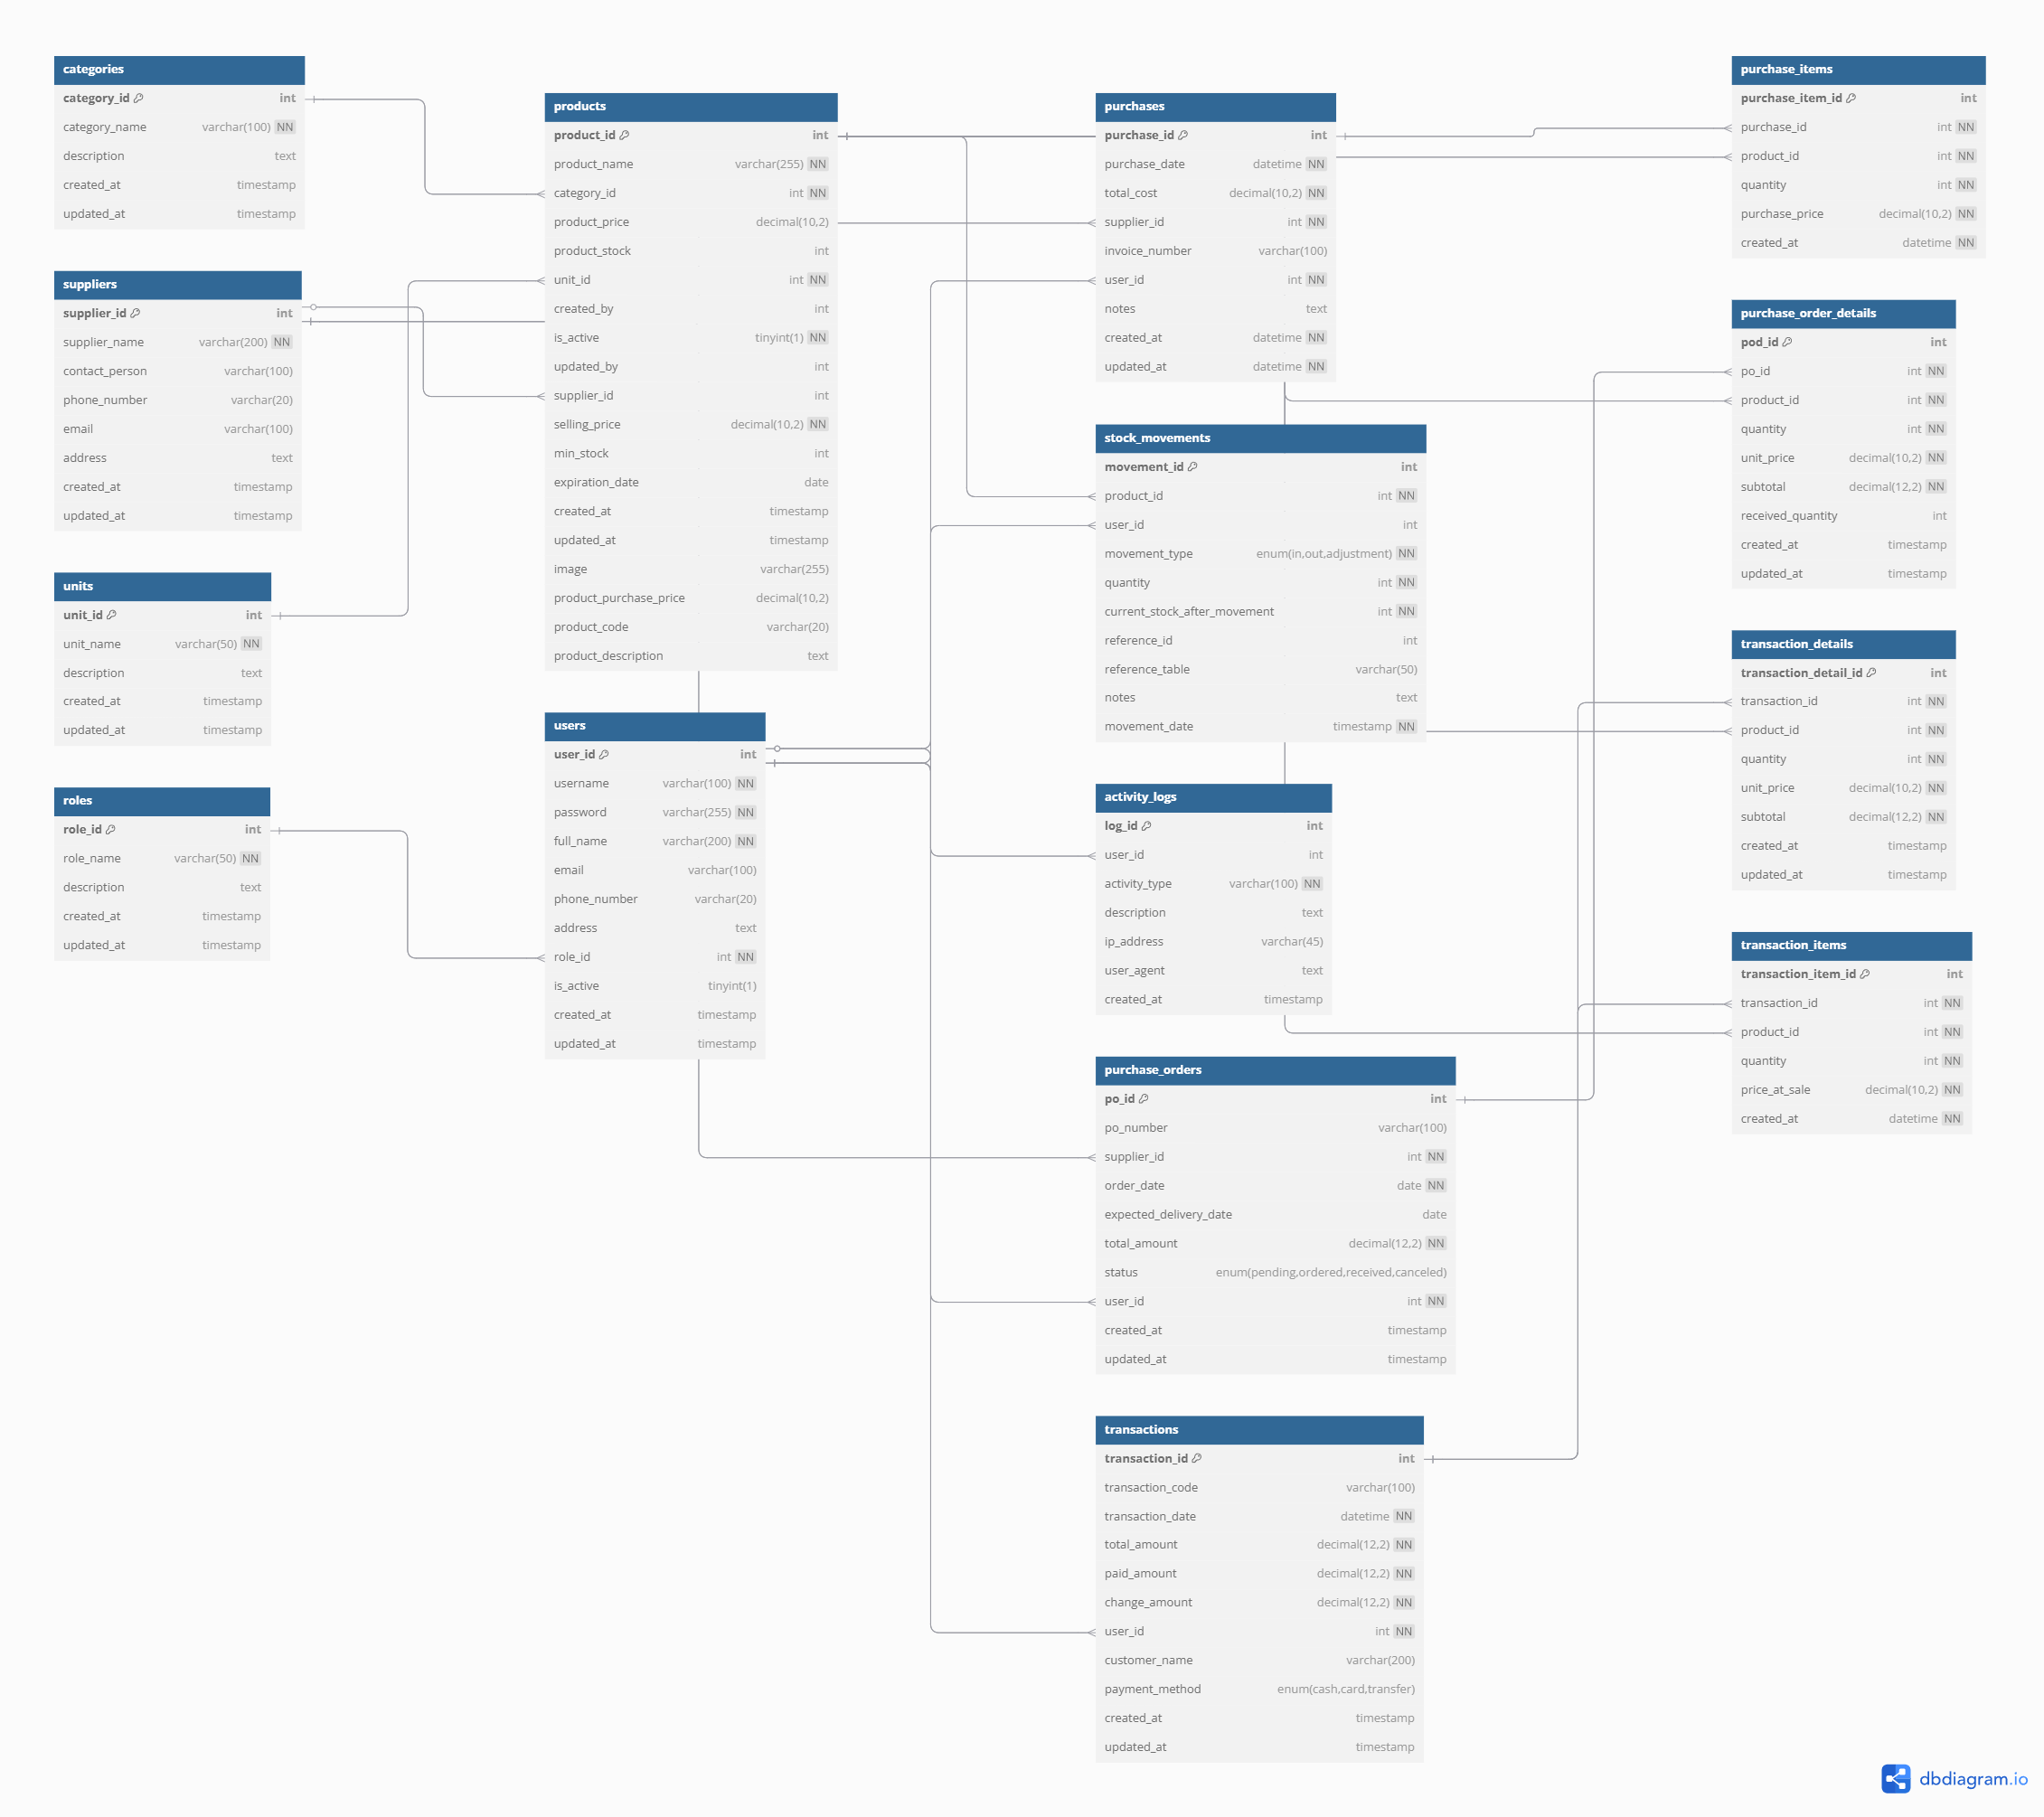 categories
category_id int
category_name varchar(100) NN
description text
created_at timestamp
updated_at timestamp
suppliers
supplier_id int
supplier_name varchar(200) NN
contact_person varchar(100)
phone_number varchar(20)
email varchar(100)
address text
created_at timestamp
updated_at timestamp
units
unit_id int
unit_name varchar(50) NN
description text
created_at timestamp
updated_at timestamp
roles
role_id int
role_name varchar(50) NN
description text
created_at timestamp
updated_at timestamp
products
product_id int
product_name varchar(255) NN
category_id int NN
product_price decimal(10,2)
product_stock int
unit_id int NN
created_by int
is_active tinyint(1) NN
updated_by int
supplier_id int
selling_price decimal(10,2) NN
min_stock int
expiration_date date
created_at timestamp
updated_at timestamp
image varchar(255)
product_purchase_price decimal(10,2)
product_code varchar(20)
product_description text
users
user_id int
username varchar(100) NN
password varchar(255) NN
full_name varchar(200) NN
email varchar(100)
phone_number varchar(20)
address text
role_id int NN
is_active tinyint(1)
created_at timestamp
updated_at timestamp
purchases
purchase_id int
purchase_date datetime NN
total_cost decimal(10,2) NN
supplier_id int NN
invoice_number varchar(100)
user_id int NN
notes text
created_at datetime NN
updated_at datetime NN
stock_movements
movement_id int
product_id int NN
user_id int
movement_type enum(in,out,adjustment) NN
quantity int NN
current_stock_after_movement int NN
reference_id int
reference_table varchar(50)
notes text
movement_date timestamp NN
activity_logs
log_id int
user_id int
activity_type varchar(100) NN
description text
ip_address varchar(45)
user_agent text
created_at timestamp
purchase_orders
po_id int
po_number varchar(100)
supplier_id int NN
order_date date NN
expected_delivery_date date
total_amount decimal(12,2) NN
status enum(pending,ordered,received,canceled)
user_id int NN
created_at timestamp
updated_at timestamp
transactions
transaction_id int
transaction_code varchar(100)
transaction_date datetime NN
total_amount decimal(12,2) NN
paid_amount decimal(12,2) NN
change_amount decimal(12,2) NN
user_id int NN
customer_name varchar(200)
payment_method enum(cash,card,transfer)
created_at timestamp
updated_at timestamp
purchase_items
purchase_item_id int
purchase_id int NN
product_id int NN
quantity int NN
purchase_price decimal(10,2) NN
created_at datetime NN
purchase_order_details
pod_id int
po_id int NN
product_id int NN
quantity int NN
unit_price decimal(10,2) NN
subtotal decimal(12,2) NN
received_quantity int
created_at timestamp
updated_at timestamp
transaction_details
transaction_detail_id int
transaction_id int NN
product_id int NN
quantity int NN
unit_price decimal(10,2) NN
subtotal decimal(12,2) NN
created_at timestamp
updated_at timestamp
transaction_items
transaction_item_id int
transaction_id int NN
product_id int NN
quantity int NN
price_at_sale decimal(10,2) NN
created_at datetime NN
dbdiagram.io